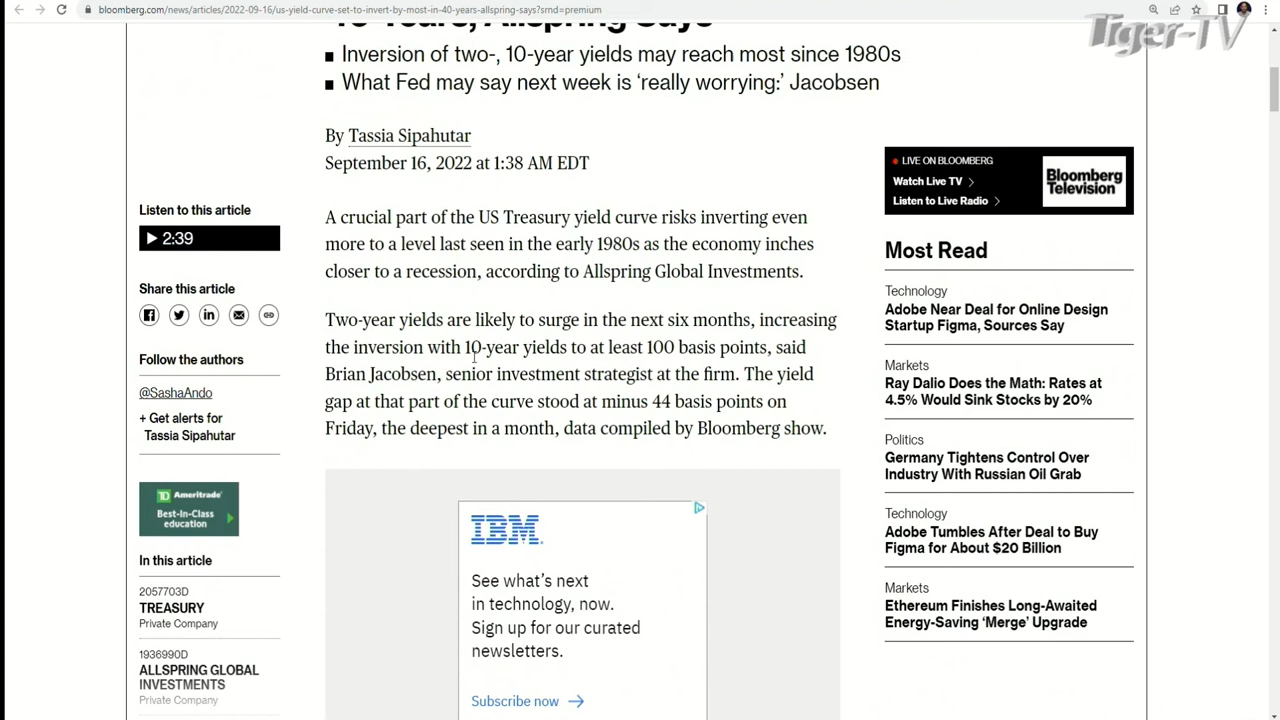 bloomberg.com/news/articles/2022-09-16/us-yield-curve-set-to-invert-by-most-in-40-years-allspring-says?srnd=premium
Tiger-TV
40 Years, Allspring Says
■ Inversion of two-, 10-year yields may reach most since 1980s
■ What Fed may say next week is ‘really worrying:’ Jacobsen
By Tassia Sipahutar
September 16, 2022 at 1:38 AM EDT
Listen to this article
2:39
Share this article
Follow the authors
@SashaAndo
+ Get alerts for
Tassia Sipahutar
TD Ameritrade
Best-In-Class
education
In this article
2057703D
TREASURY
Private Company
1936990D
ALLSPRING GLOBAL
INVESTMENTS
Private Company
A crucial part of the US Treasury yield curve risks inverting even
more to a level last seen in the early 1980s as the economy inches
closer to a recession, according to Allspring Global Investments.
Two-year yields are likely to surge in the next six months, increasing
the inversion with 10-year yields to at least 100 basis points, said
Brian Jacobsen, senior investment strategist at the firm. The yield
gap at that part of the curve stood at minus 44 basis points on
Friday, the deepest in a month, data compiled by Bloomberg show.
IBM
See what’s next
in technology, now.
Sign up for our curated
newsletters.
Subscribe now
LIVE ON BLOOMBERG
Watch Live TV
Listen to Live Radio
Bloomberg
Television
Most Read
Technology
Adobe Near Deal for Online Design
Startup Figma, Sources Say
Markets
Ray Dalio Does the Math: Rates at
4.5% Would Sink Stocks by 20%
Politics
Germany Tightens Control Over
Industry With Russian Oil Grab
Technology
Adobe Tumbles After Deal to Buy
Figma for About $20 Billion
Markets
Ethereum Finishes Long-Awaited
Energy-Saving ‘Merge’ Upgrade